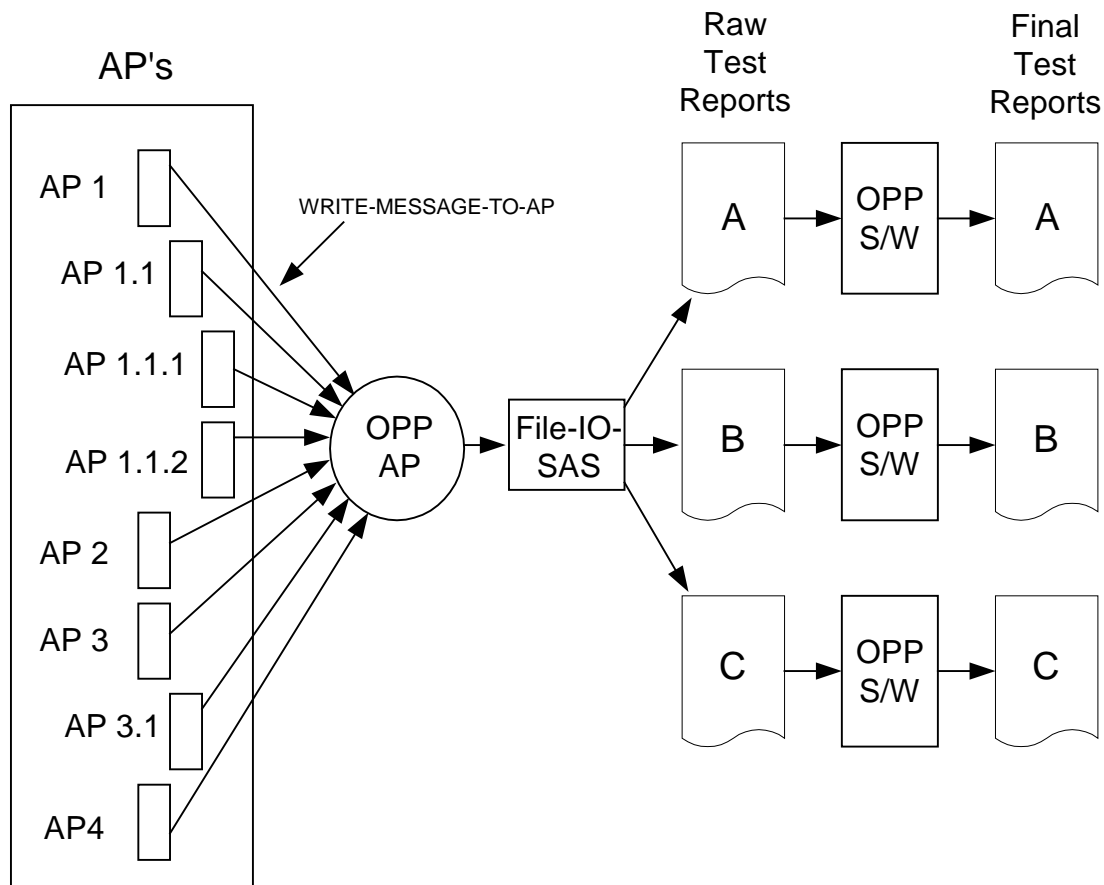 AP's
AP 1
AP 1.1
AP 1.1.1
AP 1.1.2
AP 2
AP 3
AP 3.1
AP4
WRITE-MESSAGE-TO-AP
OPP
AP
File-IO-
SAS
Raw
Test
Reports
Final
Test
Reports
A
OPP
S/W
A
B
OPP
S/W
B
C
OPP
S/W
C